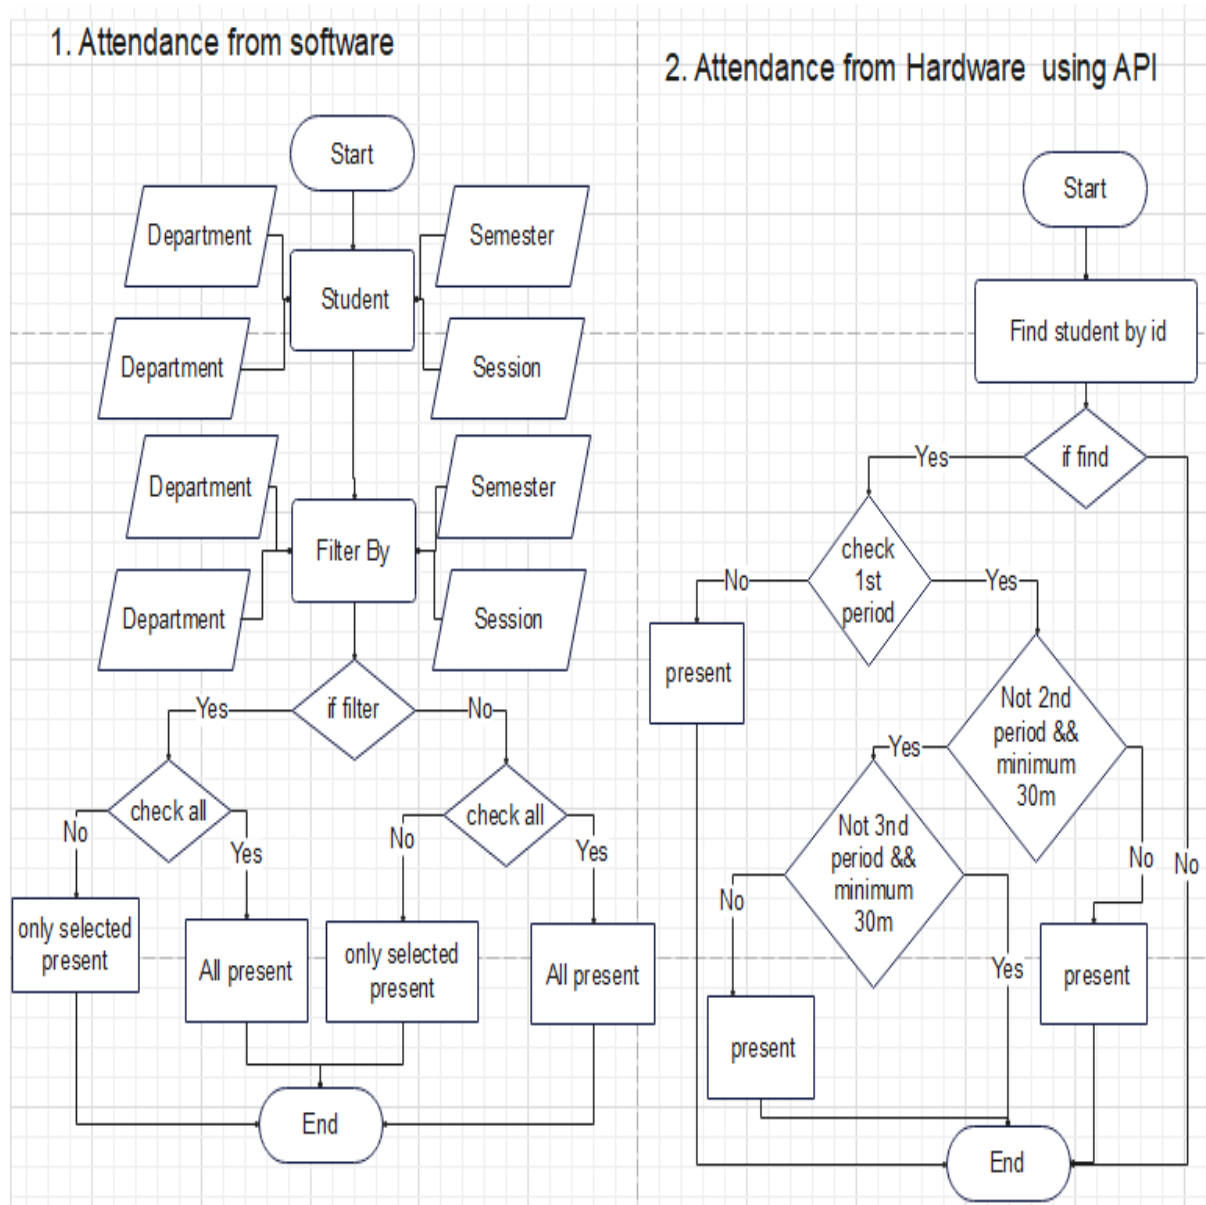 1. Attendance from software
Start
Department
Semester
Student
Department
Session
Department
Semester
Filter By
Department
Session
if filter
Yes
No
check all
check all
No
Yes
No
Yes
only selected
present
All present
only selected
present
All present
End
2. Attendance from Hardware using API
Start
Find student by id
if find
Yes
No
check
1st
period
No
Yes
present
Not 2nd
period &&
minimum
30m
Yes
No
Not 3nd
period &&
minimum
30m
No
Yes
present
present
End